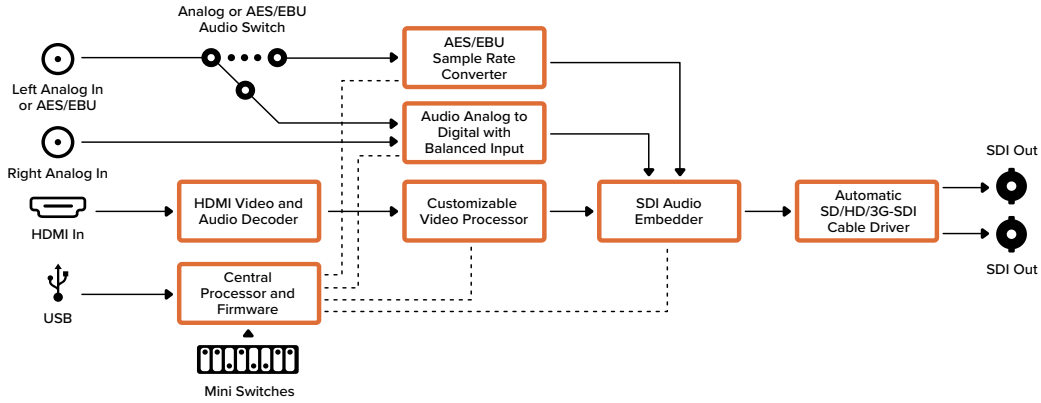 Analog or AES/EBU
Audio Switch
Left Analog In
or AES/EBU
AES/EBU
Sample Rate
Converter
Audio Analog to
Digital with
Balanced Input
Right Analog In
HDMI In
HDMI Video and
Audio Decoder
Customizable
Video Processor
SDI Audio
Embedder
Automatic
SD/HD/3G-SDI
Cable Driver
SDI Out
SDI Out
USB
Central
Processor and
Firmware
Mini Switches